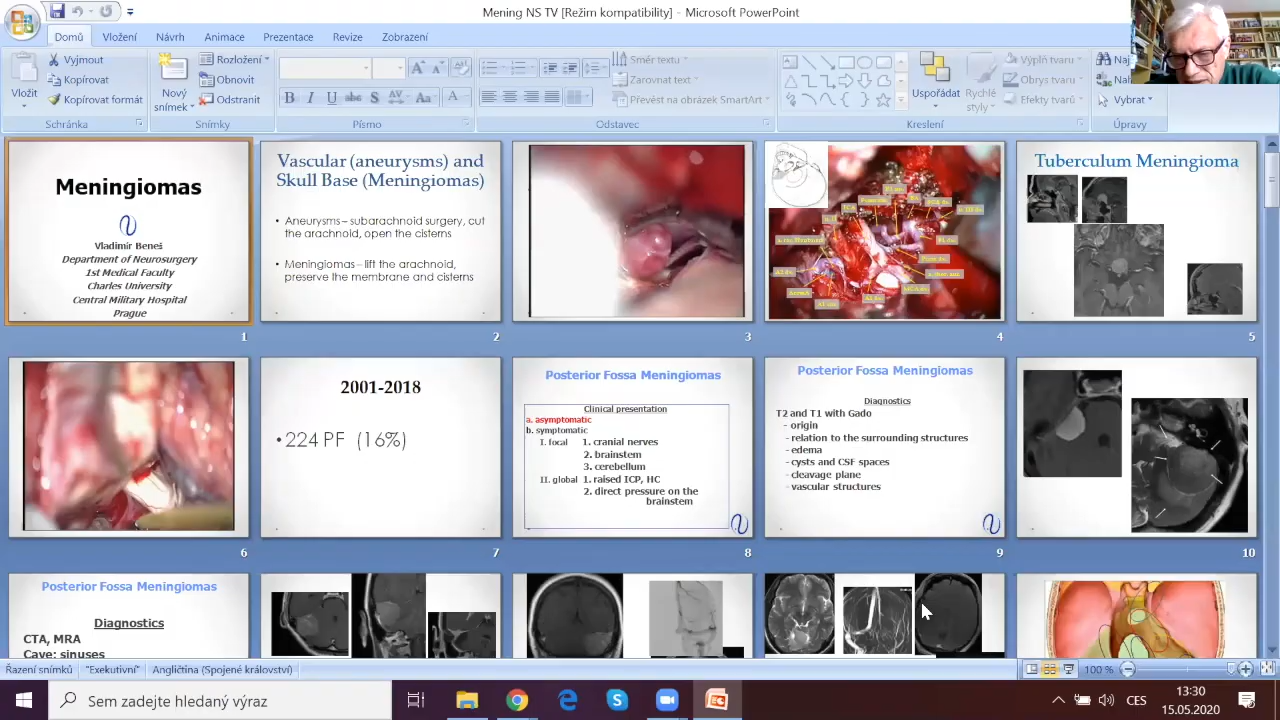 Mening NS TV [Režim kompatibility] - Microsoft PowerPoint
Domů Vložení Návrh Animace Prezentace Revize Zobrazení
Vložit
Vyjmout
Kopírovat
Kopírovat formát
Schránka
Nový
snímek
Rozložení
Obnovit
Odstranit
Snímky
B I U abc S AV Aa A
Písmo
Směr textu
Zarovnat text
Převést na obrázek SmartArt
Odstavec
Uspořádat
Rychlé
styly
Výplň tvaru
Obrys tvaru
Efekty tvarů
Kreslení
Naj
Nal
Vybrat
Úpravy
Meningiomas
Vladimír Beneš
Department of Neurosurgery
1st Medical Faculty
Charles University
Central Military Hospital
Prague
1
Vascular (aneurysms) and
Skull Base (Meningiomas)
• Aneurysms – subarachnoid surgery, cut
the arachnoid, open the cisterns
• Meningiomas – lift the arachnoid,
preserve the membrane and cisterns
2
3
4
Tuberculum Meningioma
5
6
2001-2018
• 224 PF (16%)
7
Posterior Fossa Meningiomas
Clinical presentation
a. asymptomatic
b. symptomatic
I. focal 1. cranial nerves
2. brainstem
3. cerebellum
II. global 1. raised ICP, HC
2. direct pressure on the
brainstem
8
Posterior Fossa Meningiomas
Diagnostics
T2 and T1 with Gado
- origin
- relation to the surrounding structures
- edema
- cysts and CSF spaces
- cleavage plane
- vascular structures
9
10
Posterior Fossa Meningiomas
Diagnostics
CTA, MRA
Cave: sinuses
Řazení snímků "Exekutivní" Angličtina (Spojené království) 100 %
Sem zadejte hledaný výraz
CES
13:30
15.05.2020